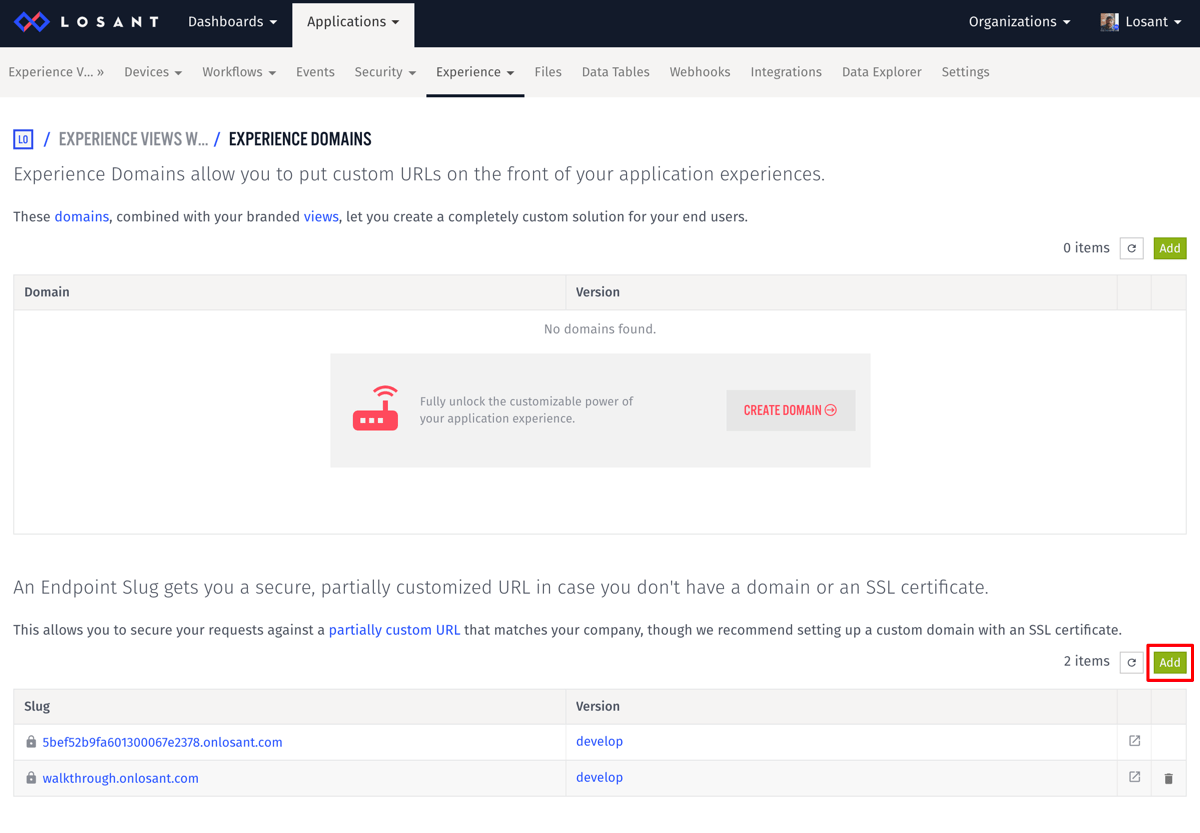 LOSANT Dashboards Applications Organizations Losant
Experience V... » Devices Workflows Events Security Experience Files Data Tables Webhooks Integrations Data Explorer Settings
LO / EXPERIENCE VIEWS W... / EXPERIENCE DOMAINS
Experience Domains allow you to put custom URLs on the front of your application experiences.
These domains, combined with your branded views, let you create a completely custom solution for your end users.
0 items Add
Domain Version
No domains found.
Fully unlock the customizable power of
your application experience.
CREATE DOMAIN
An Endpoint Slug gets you a secure, partially customized URL in case you don't have a domain or an SSL certificate.
This allows you to secure your requests against a partially custom URL that matches your company, though we recommend setting up a custom domain with an SSL certificate.
2 items Add
Slug Version
5bef52b9fa601300067e2378.onlosant.com develop
walkthrough.onlosant.com develop